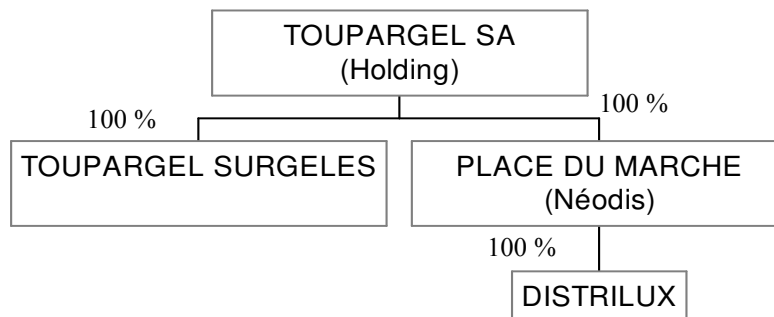 TOUPARGEL SA
(Holding)
100 %
100 %
TOUPARGEL SURGELES
PLACE DU MARCHE
(Néodis)
100 %
DISTRILUX